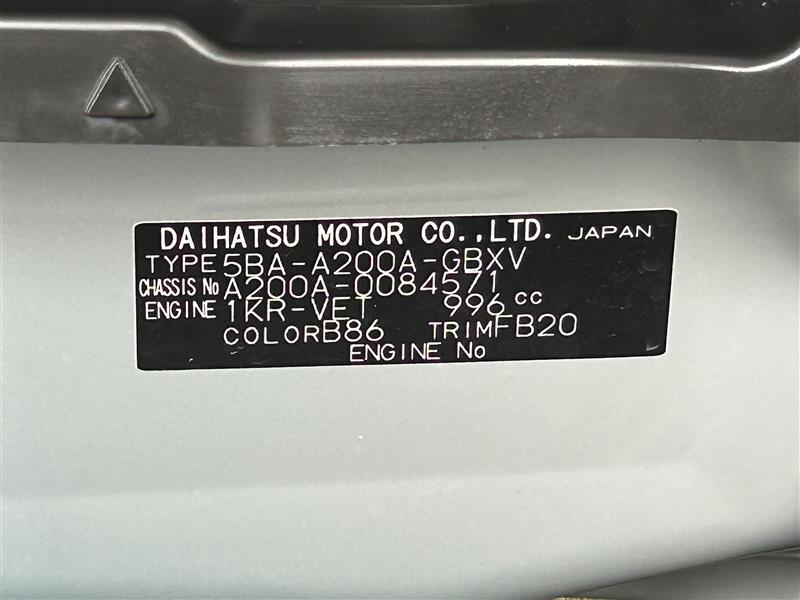 DAIHATSU MOTOR CO.,LTD. JAPAN
TYPE 5BA-A200A-GBXV
CHASSIS No A200A-0084571
ENGINE 1KR-VET 996 cc
COLOR B86 TRIM FB20
ENGINE No